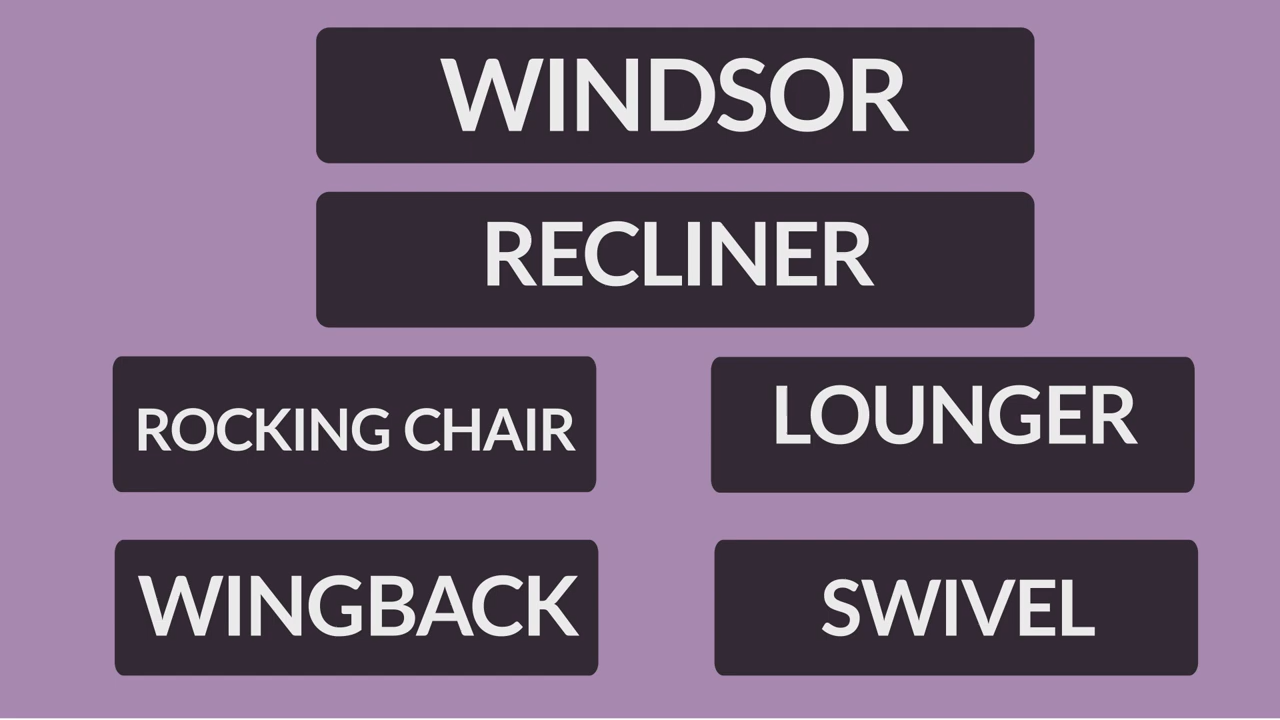 WINDSOR
RECLINER
ROCKING CHAIR
LOUNGER
WINGBACK
SWIVEL